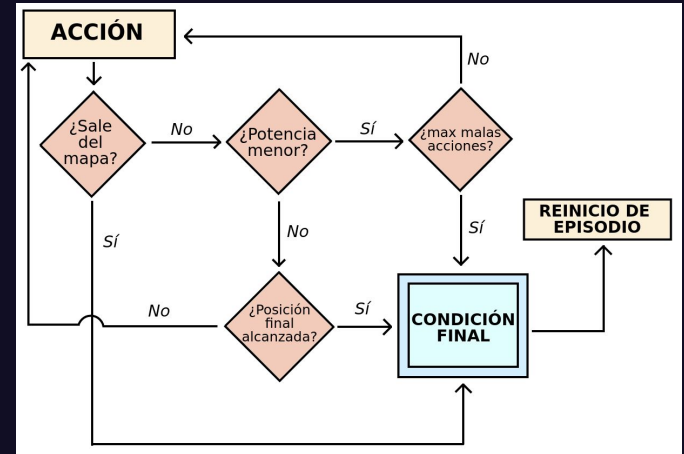 ACCIÓN
No
¿Sale
del
mapa?
No
¿Potencia
menor?
Sí
¿max malas
acciones?
Sí
No
Sí
REINICIO DE
EPISODIO
No
¿Posición
final
alcanzada?
Sí
CONDICIÓN
FINAL